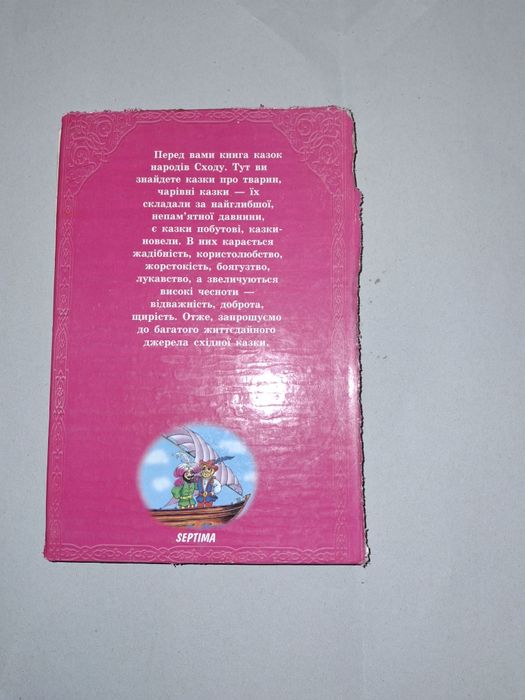 Перед вами книга казок
народів Сходу. Тут ви
знайдете казки про тварин,
чарівні казки — їх
складали за найглибшої,
непам'ятної давнини,
є казки побутові, казки-
новели. В них карається
жадібність, користолюбство,
жорстокість, боягузтво,
лукавство, а звеличуються
високі чесноти —
відважність, доброта,
щирість. Отже, запрошуємо
до багатого життєдайного
джерела східної казки.
SEPTIMA